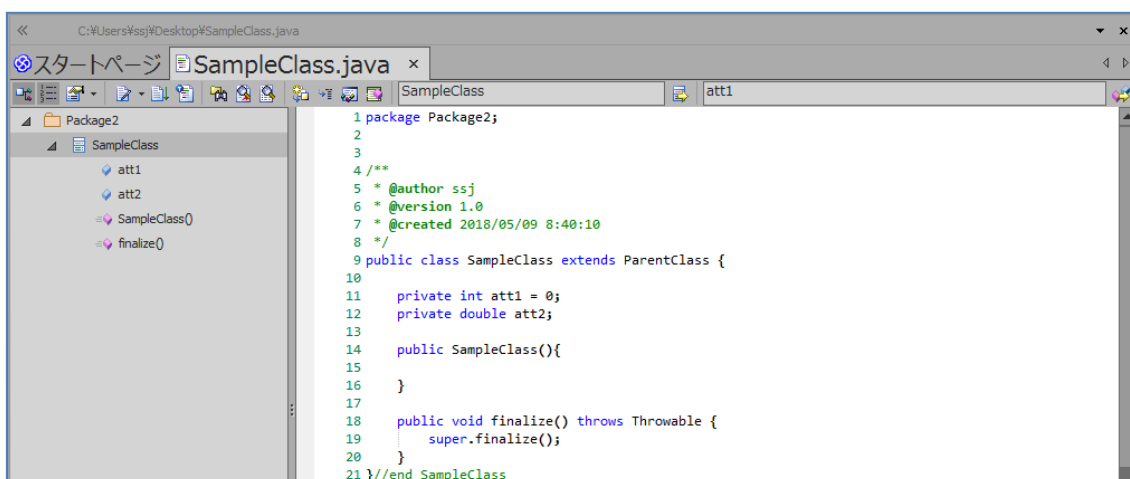 C:¥Users¥ssj¥Desktop¥SampleClass.java
スタートページ SampleClass.java
SampleClass att1
Package2
SampleClass
att1
att2
SampleClass()
finalize()
1 package Package2;
2
3
4 /**
5 * @author ssj
6 * @version 1.0
7 * @created 2018/05/09 8:40:10
8 */
9 public class SampleClass extends ParentClass {
10
11 private int att1 = 0;
12 private double att2;
13
14 public SampleClass(){
15
16 }
17
18 public void finalize() throws Throwable {
19 super.finalize();
20 }
21 }//end SampleClass